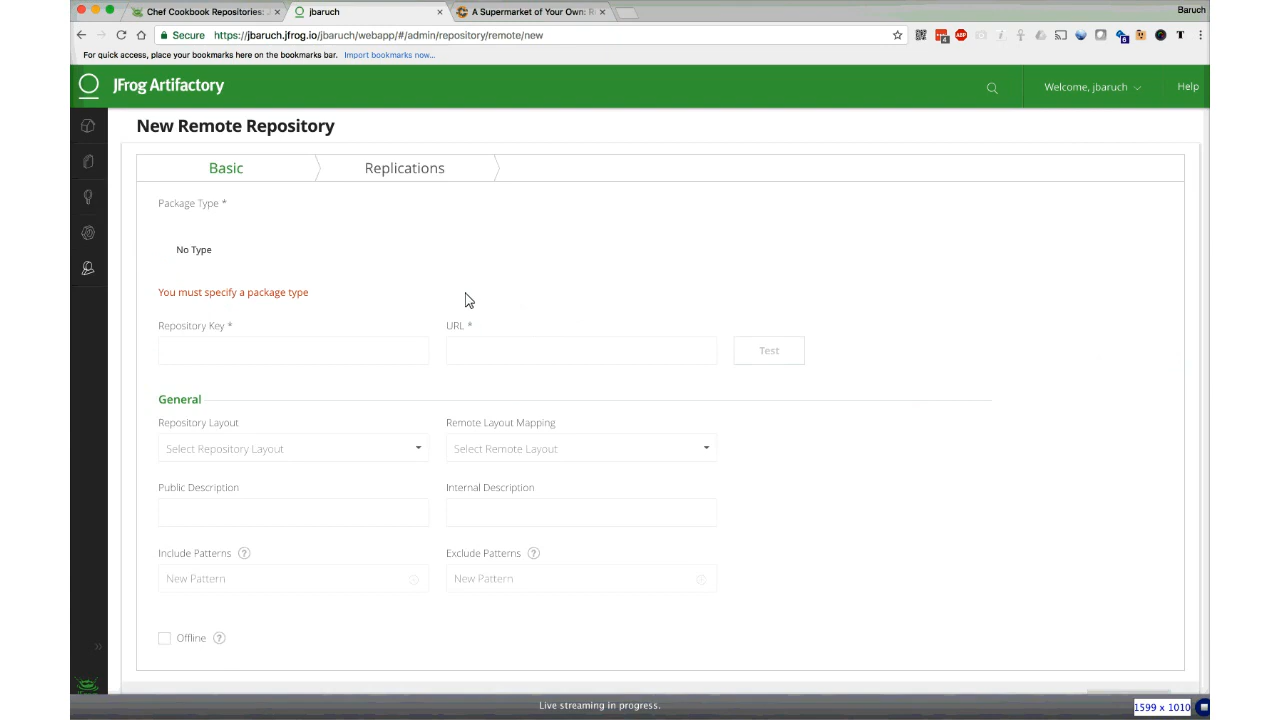 Chef Cookbook Repositories: J
jbaruch
A Supermarket of Your Own: R
Baruch
Secure
https://jbaruch.jfrog.io/jbaruch/webapp/#/admin/repository/remote/new
For quick access, place your bookmarks here on the bookmarks bar. Import bookmarks now...
JFrog Artifactory
Welcome, jbaruch
Help
New Remote Repository
Basic
Replications
Package Type *
No Type
You must specify a package type
Repository Key *
URL *
Test
General
Repository Layout
Remote Layout Mapping
Select Repository Layout
Select Remote Layout
Public Description
Internal Description
Include Patterns ?
Exclude Patterns ?
New Pattern
New Pattern
Offline ?
Live streaming in progress.
1599 x 1010